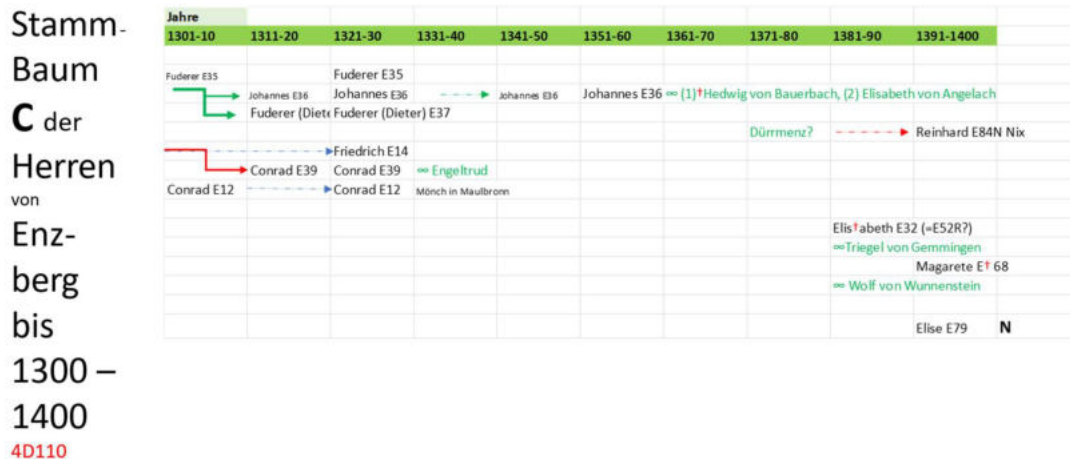 Stamm-
Baum
C der
Herren
von
Enz-
berg
bis
1300 –
1400
4D110
Jahre
1301-10 1311-20 1321-30 1331-40 1341-50 1351-60 1361-70 1371-80 1381-90 1391-1400
Fuderer E35 Fuderer E35
Johannes E36 Johannes E36 Johannes E36 Johannes E36 ∞ (1)†Hedwig von Bauerbach, (2) Elisabeth von Angelach
Fuderer (Diete Fuderer (Dieter) E37
Dürrmenz? Reinhard E84N Nix
Friedrich E14
Conrad E39 Conrad E39 ∞ Engeltrud
Conrad E12 Conrad E12 Mönch in Maulbronn
Elis†abeth E32 (=E52R?)
∞Triegel von Gemmingen
Magarete E† 68
∞ Wolf von Wunnenstein
Elise E79 N